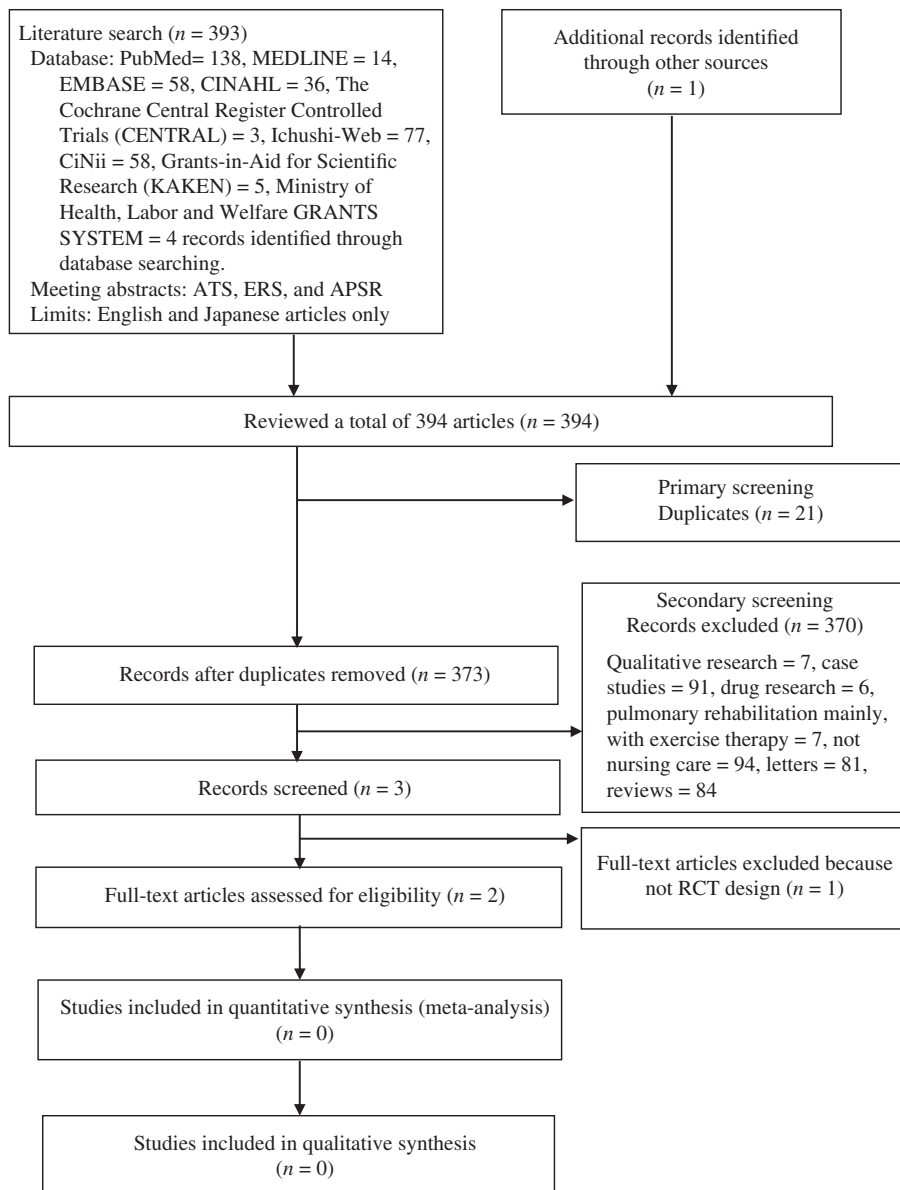 Literature search (n = 393)
Database: PubMed= 138, MEDLINE = 14,
EMBASE = 58, CINAHL = 36, The
Cochrane Central Register Controlled
Trials (CENTRAL) = 3, Ichushi-Web = 77,
CiNii = 58, Grants-in-Aid for Scientific
Research (KAKEN) = 5, Ministry of
Health, Labor and Welfare GRANTS
SYSTEM = 4 records identified through
database searching.
Meeting abstracts: ATS, ERS, and APSR
Limits: English and Japanese articles only
Additional records identified
through other sources
(n = 1)
Reviewed a total of 394 articles (n = 394)
Primary screening
Duplicates (n = 21)
Records after duplicates removed (n = 373)
Secondary screening
Records excluded (n = 370)
Qualitative research = 7, case
studies = 91, drug research = 6,
pulmonary rehabilitation mainly,
with exercise therapy = 7, not
nursing care = 94, letters = 81,
reviews = 84
Records screened (n = 3)
Full-text articles excluded because
not RCT design (n = 1)
Full-text articles assessed for eligibility (n = 2)
Studies included in quantitative synthesis (meta-analysis)
(n = 0)
Studies included in qualitative synthesis
(n = 0)